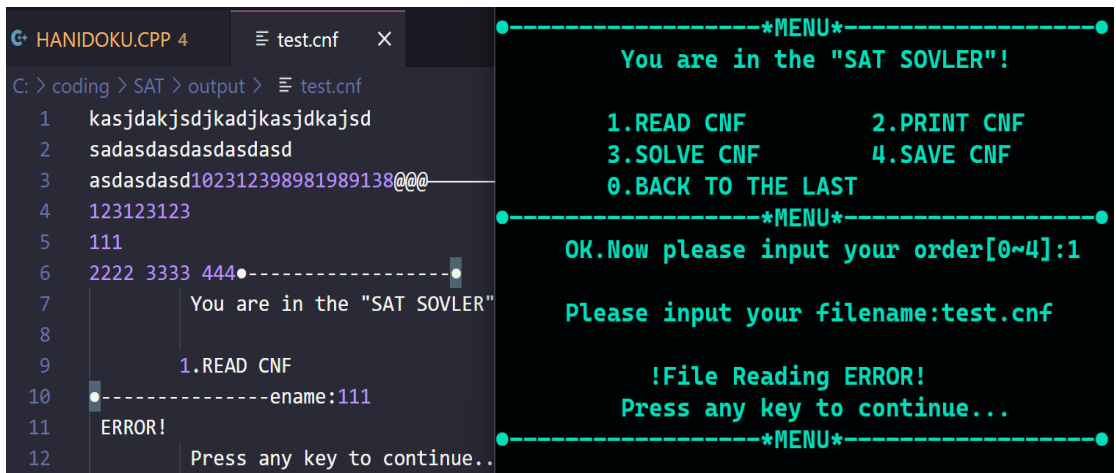 HANIDOKU.CPP 4 test.cnf ×
C: > coding > SAT > output > test.cnf
1 kasjdakjsdjkadjkasjdkajsd
2 sadasdasdasdasdasd
3 asdasdasd102312398981989138@@@————
4 123123123
5 111
6 2222 3333 444●------------------●
7 You are in the "SAT SOVLER"
8
9 1.READ CNF
10 ●---------------ename:111
11 ERROR!
12 Press any key to continue..
●------------------*MENU*------------------●
You are in the "SAT SOVLER"!
1.READ CNF 2.PRINT CNF
3.SOLVE CNF 4.SAVE CNF
0.BACK TO THE LAST
●------------------*MENU*------------------●
OK.Now please input your order[0~4]:1
Please input your filename:test.cnf
!File Reading ERROR!
Press any key to continue...
●------------------*MENU*------------------●